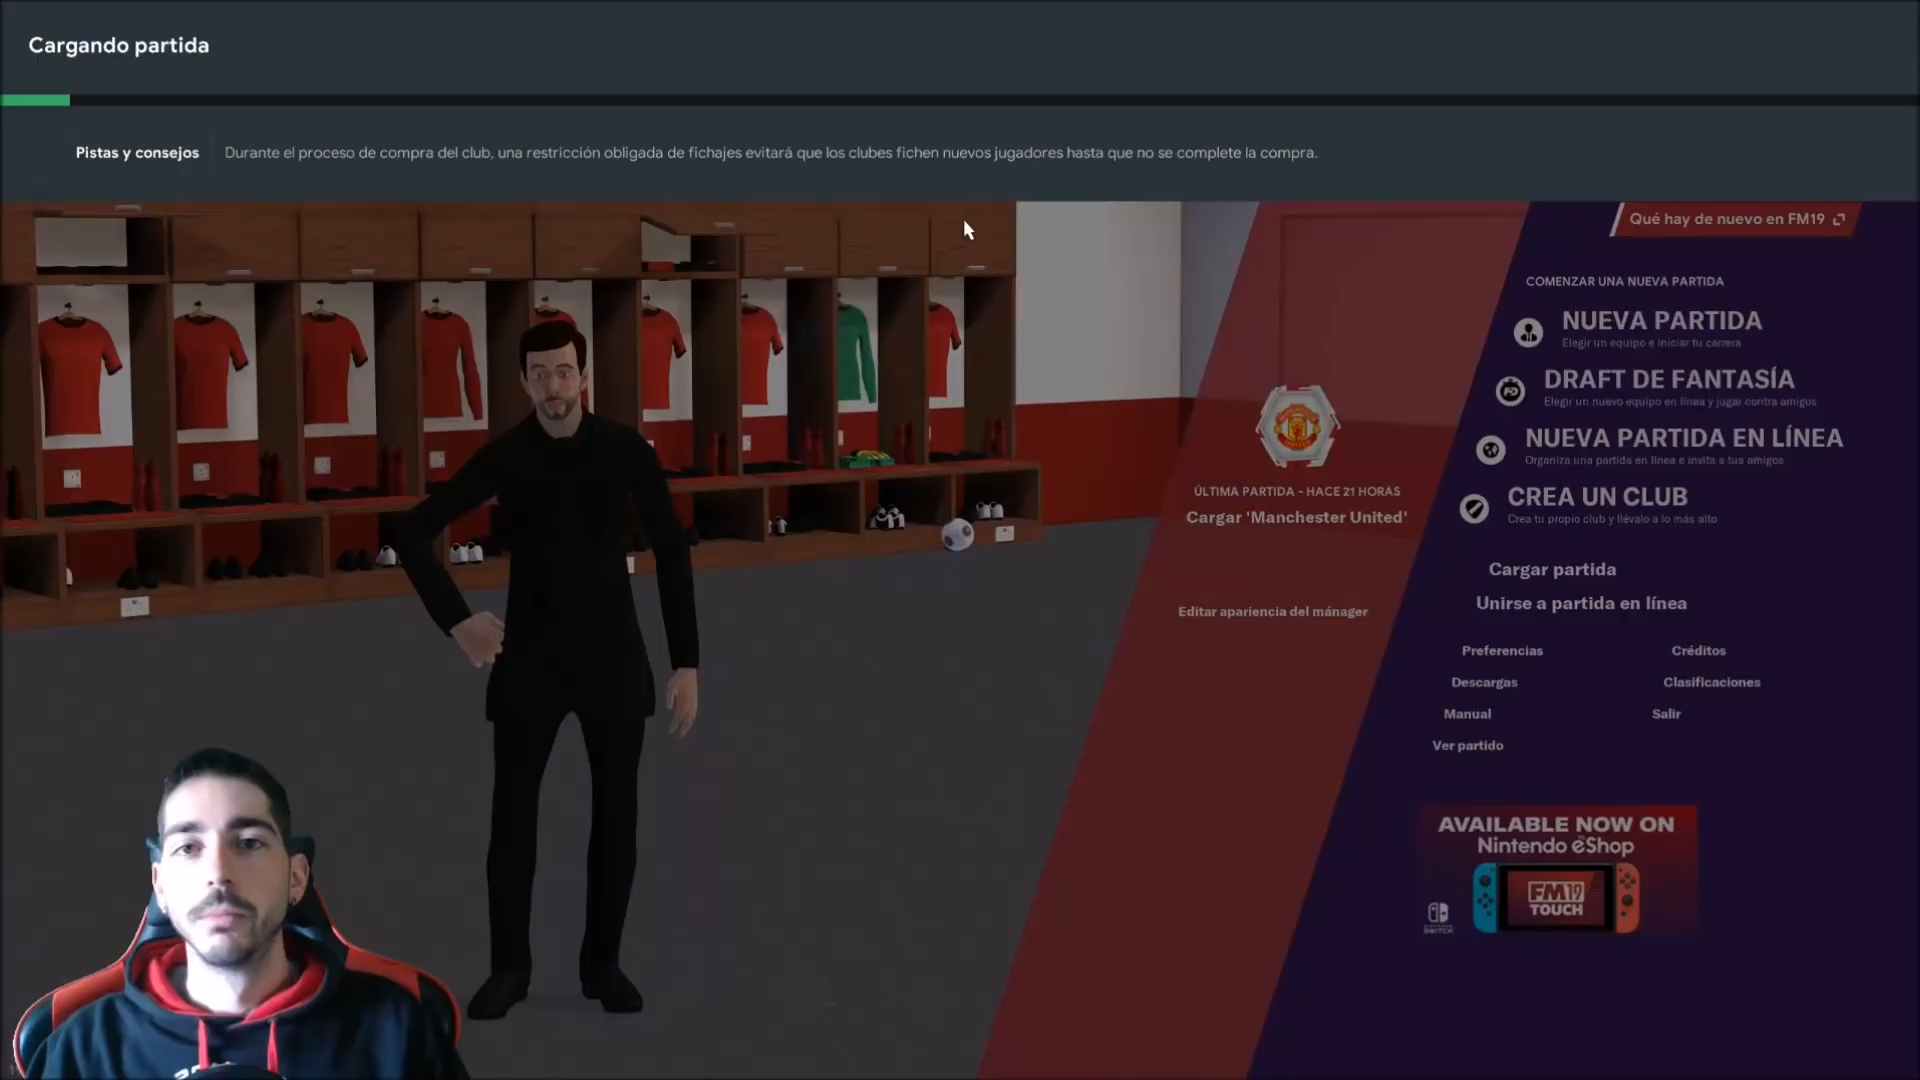 Cargando partida
Pistas y consejos
Durante el proceso de compra del club, una restricción obligada de fichajes evitará que los clubes fichen nuevos jugadores hasta que no se complete la compra.
Qué hay de nuevo en FM19
COMENZAR UNA NUEVA PARTIDA
NUEVA PARTIDA
Elegir un equipo e iniciar tu carrera
DRAFT DE FANTASÍA
Elegir un nuevo equipo en línea y jugar contra amigos
NUEVA PARTIDA EN LÍNEA
Organiza una partida en línea e invita a tus amigos
CREA UN CLUB
Crea tu propio club y llévalo a lo más alto
ÚLTIMA PARTIDA - HACE 21 HORAS
Cargar 'Manchester United'
Editar apariencia del mánager
Cargar partida
Unirse a partida en línea
Preferencias
Créditos
Descargas
Clasificaciones
Manual
Salir
Ver partido
AVAILABLE NOW ON
Nintendo eShop
FM19
TOUCH
NINTENDO
SWITCH